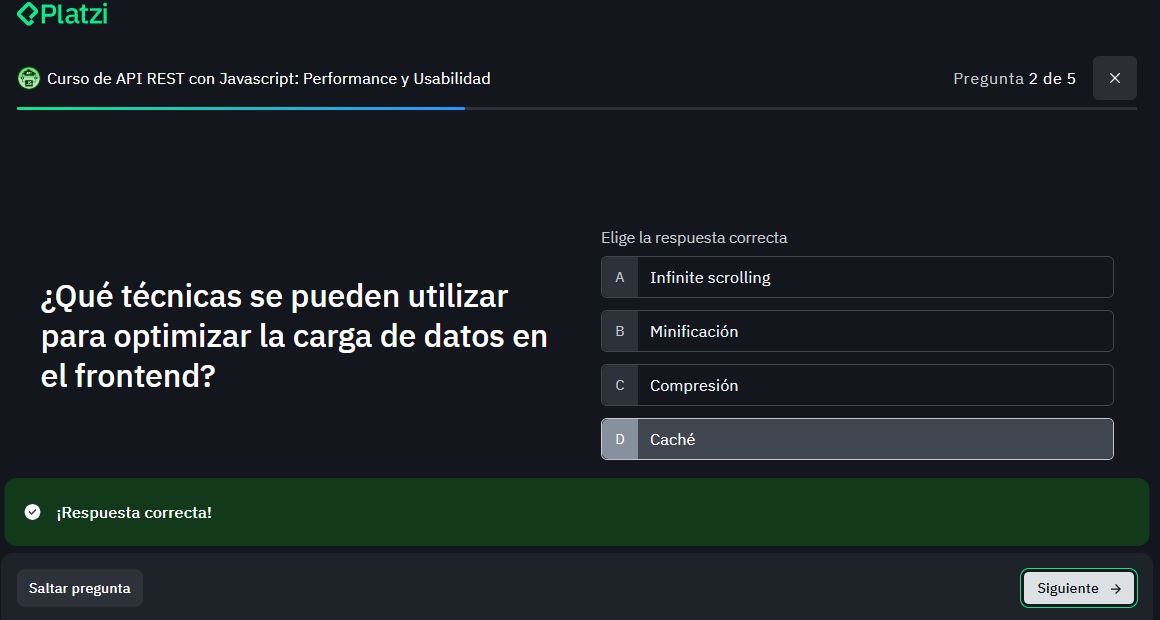 Platzi
Curso de API REST con Javascript: Performance y Usabilidad
Pregunta 2 de 5
¿Qué técnicas se pueden utilizar
para optimizar la carga de datos en
el frontend?
Elige la respuesta correcta
A Infinite scrolling
B Minificación
C Compresión
D Caché
¡Respuesta correcta!
Saltar pregunta
Siguiente →